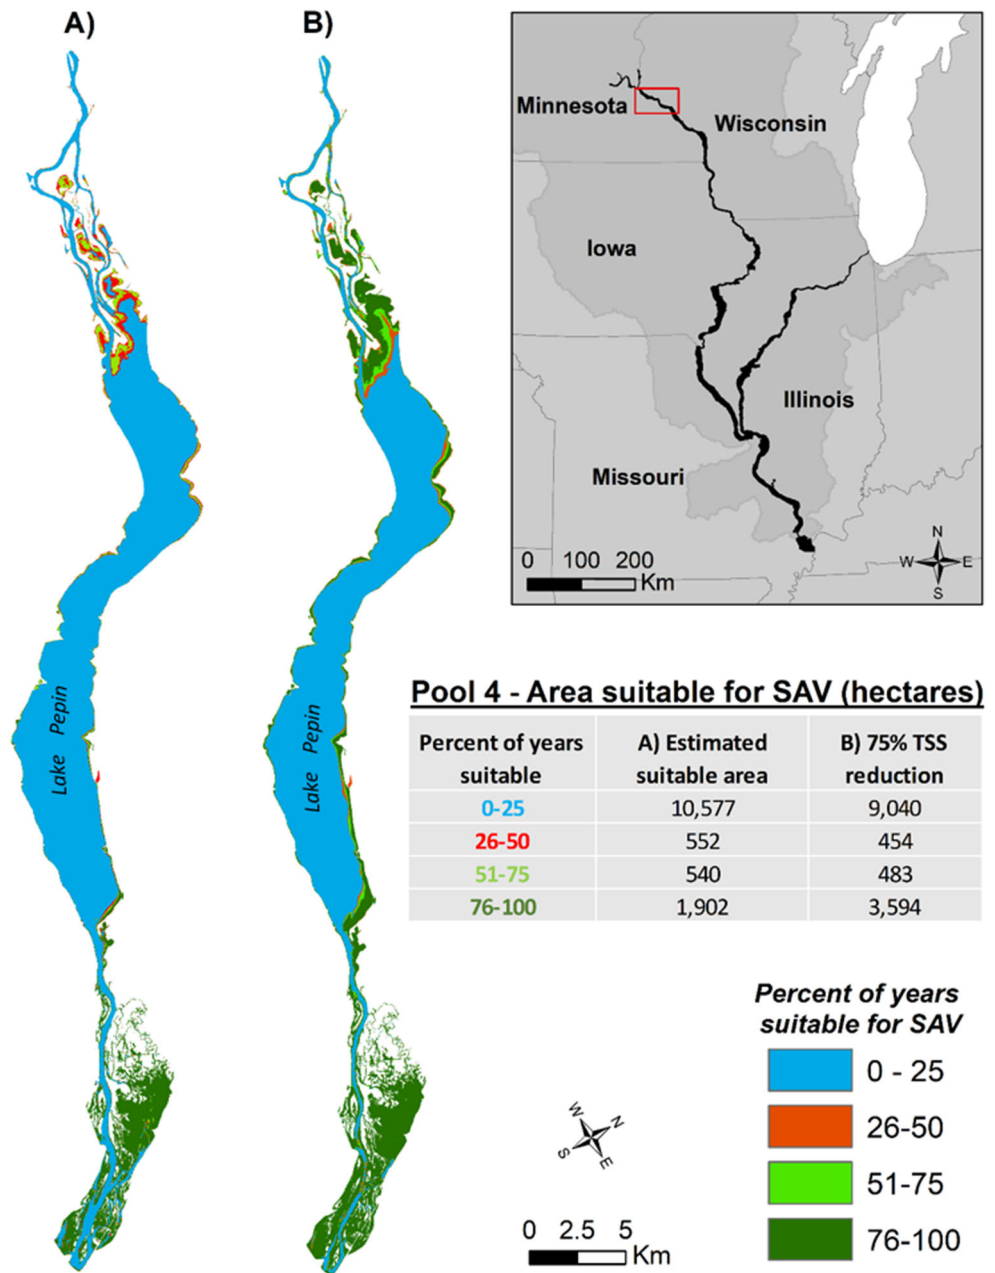 A)
B)
Minnesota
Wisconsin
Iowa
Illinois
Missouri
0 100 200
Km
N
W E
S
Lake Pepin
Lake Pepin
Pool 4 - Area suitable for SAV (hectares)
Percent of years suitable
A) Estimated suitable area
B) 75% TSS reduction
0-25 10,577 9,040
26-50 552 454
51-75 540 483
76-100 1,902 3,594
Percent of years
suitable for SAV
0 - 25
26-50
51-75
76-100
W N
S E
0 2.5 5
Km